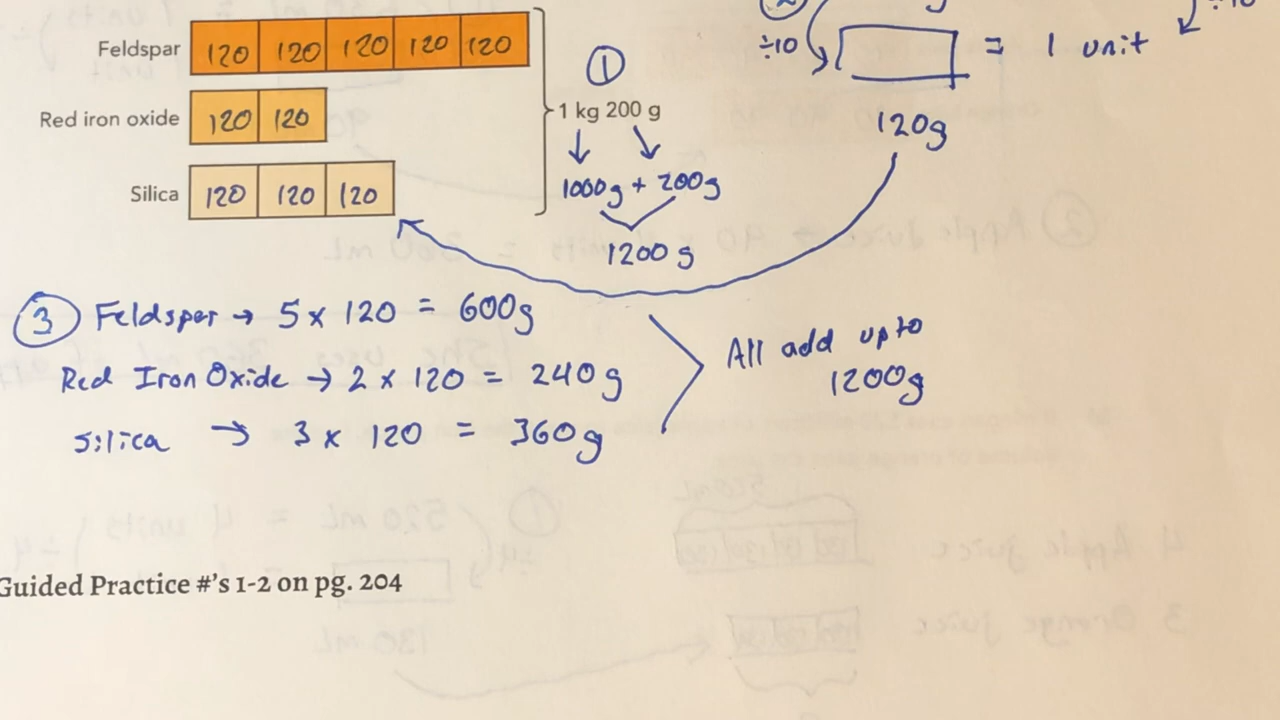 Feldspar 120 120 120 120 120
Red iron oxide 120 120
Silica 120 120 120
①
1 kg 200 g
1000g + 200g
1200 g
÷10 = 1 unit
120g
③ Feldspar → 5 x 120 = 600g
Red Iron Oxide → 2 x 120 = 240g
Silica → 3 x 120 = 360g
All add up to
1200g
Guided Practice #'s 1-2 on pg. 204